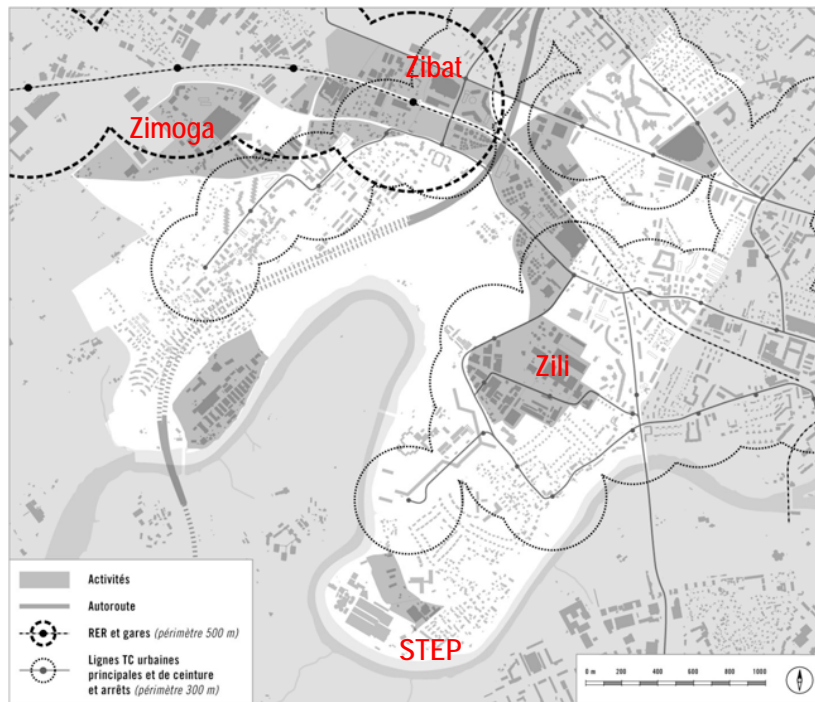 Zibat
Zimoga
Zili
STEP
Activités
Autoroute
RER et gares (périmètre 500 m)
Lignes TC urbaines
principales et de ceinture
et arrêts (périmètre 300 m)
0 m 200 400 600 800 1000